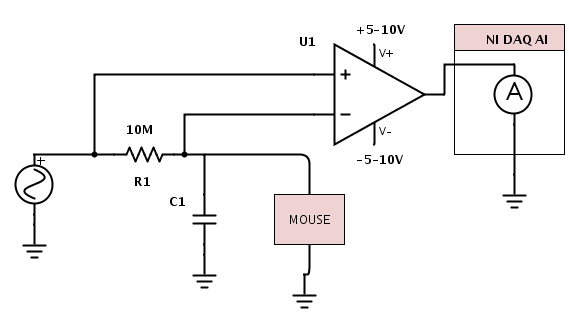 +5-10V
U1
V+
NI DAQ AI
+
A
−
10M
V-
-5-10V
+
R1
C1
MOUSE